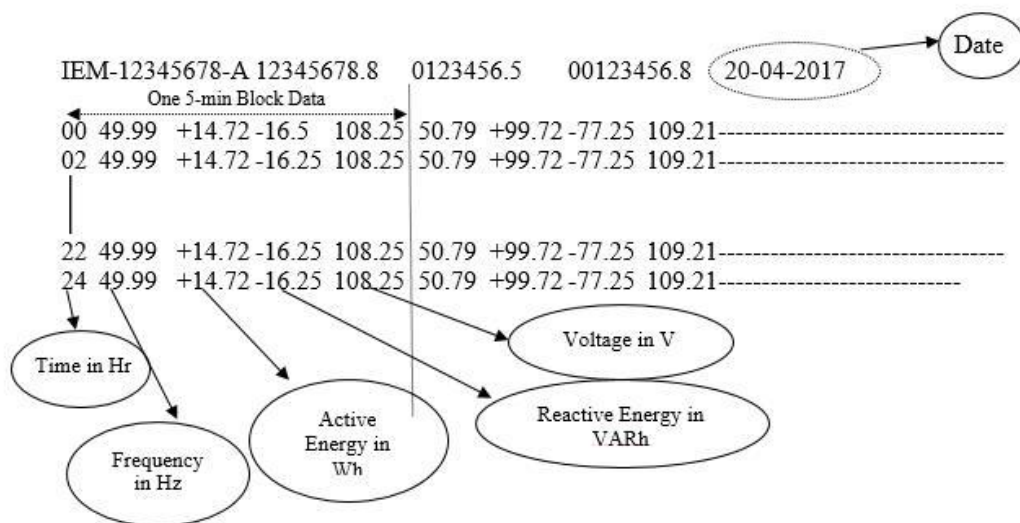 Date
IEM-12345678-A 12345678.8 0123456.5 00123456.8 20-04-2017
One 5-min Block Data
00 49.99 +14.72 -16.5 108.25 50.79 +99.72 -77.25 109.21---------------------------------
02 49.99 +14.72 -16.25 108.25 50.79 +99.72 -77.25 109.21---------------------------------
22 49.99 +14.72 -16.25 108.25 50.79 +99.72 -77.25 109.21---------------------------------
24 49.99 +14.72 -16.25 108.25 50.79 +99.72 -77.25 109.21----------------------------
Time in Hr
Voltage in V
Active
Energy in
Wh
Reactive Energy in
VARh
Frequency
in Hz